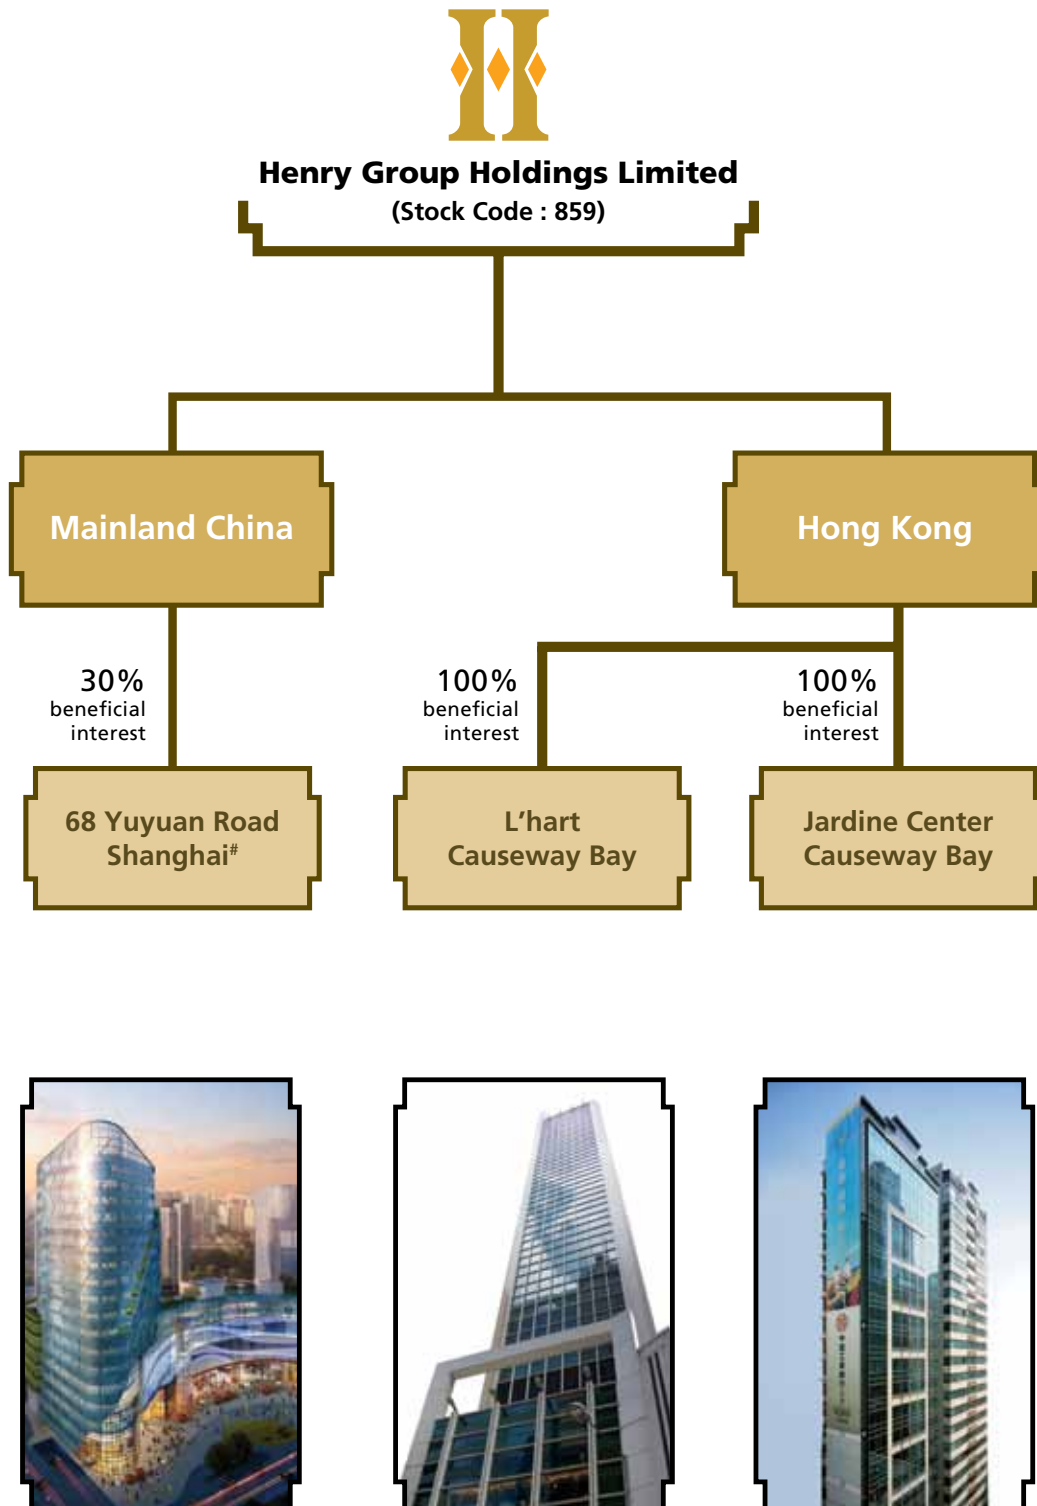 Henry Group Holdings Limited
(Stock Code : 859)
Mainland China
Hong Kong
30%
beneficial
interest
100%
beneficial
interest
100%
beneficial
interest
68 Yuyuan Road
Shanghai#
L'hart
Causeway Bay
Jardine Center
Causeway Bay